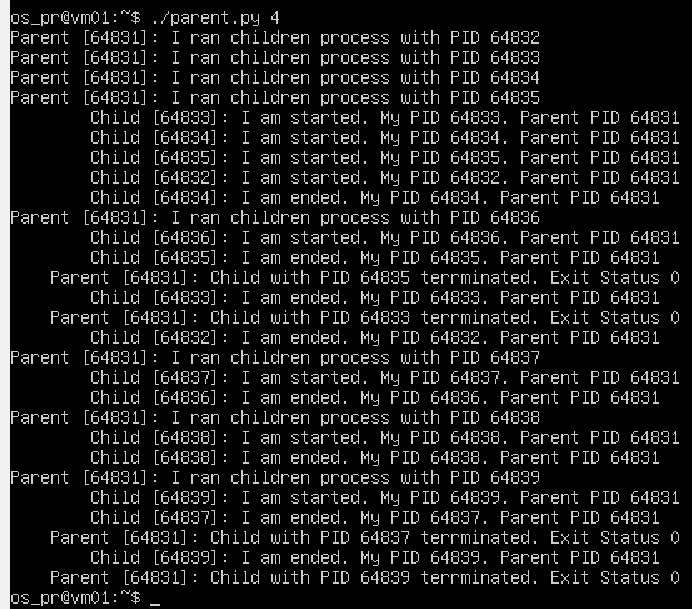 os_pr@vm01:~$ ./parent.py 4
Parent [64831]: I ran children process with PID 64832
Parent [64831]: I ran children process with PID 64833
Parent [64831]: I ran children process with PID 64834
Parent [64831]: I ran children process with PID 64835
Child [64833]: I am started. My PID 64833. Parent PID 64831
Child [64834]: I am started. My PID 64834. Parent PID 64831
Child [64835]: I am started. My PID 64835. Parent PID 64831
Child [64832]: I am started. My PID 64832. Parent PID 64831
Child [64834]: I am ended. My PID 64834. Parent PID 64831
Parent [64831]: I ran children process with PID 64836
Child [64836]: I am started. My PID 64836. Parent PID 64831
Child [64835]: I am ended. My PID 64835. Parent PID 64831
Parent [64831]: Child with PID 64835 terrminated. Exit Status 0
Child [64833]: I am ended. My PID 64833. Parent PID 64831
Parent [64831]: Child with PID 64833 terrminated. Exit Status 0
Child [64832]: I am ended. My PID 64832. Parent PID 64831
Parent [64831]: I ran children process with PID 64837
Child [64837]: I am started. My PID 64837. Parent PID 64831
Child [64836]: I am ended. My PID 64836. Parent PID 64831
Parent [64831]: I ran children process with PID 64838
Child [64838]: I am started. My PID 64838. Parent PID 64831
Child [64838]: I am ended. My PID 64838. Parent PID 64831
Parent [64831]: I ran children process with PID 64839
Child [64839]: I am started. My PID 64839. Parent PID 64831
Child [64837]: I am ended. My PID 64837. Parent PID 64831
Parent [64831]: Child with PID 64837 terrminated. Exit Status 0
Child [64839]: I am ended. My PID 64839. Parent PID 64831
Parent [64831]: Child with PID 64839 terrminated. Exit Status 0
os_pr@vm01:~$ _